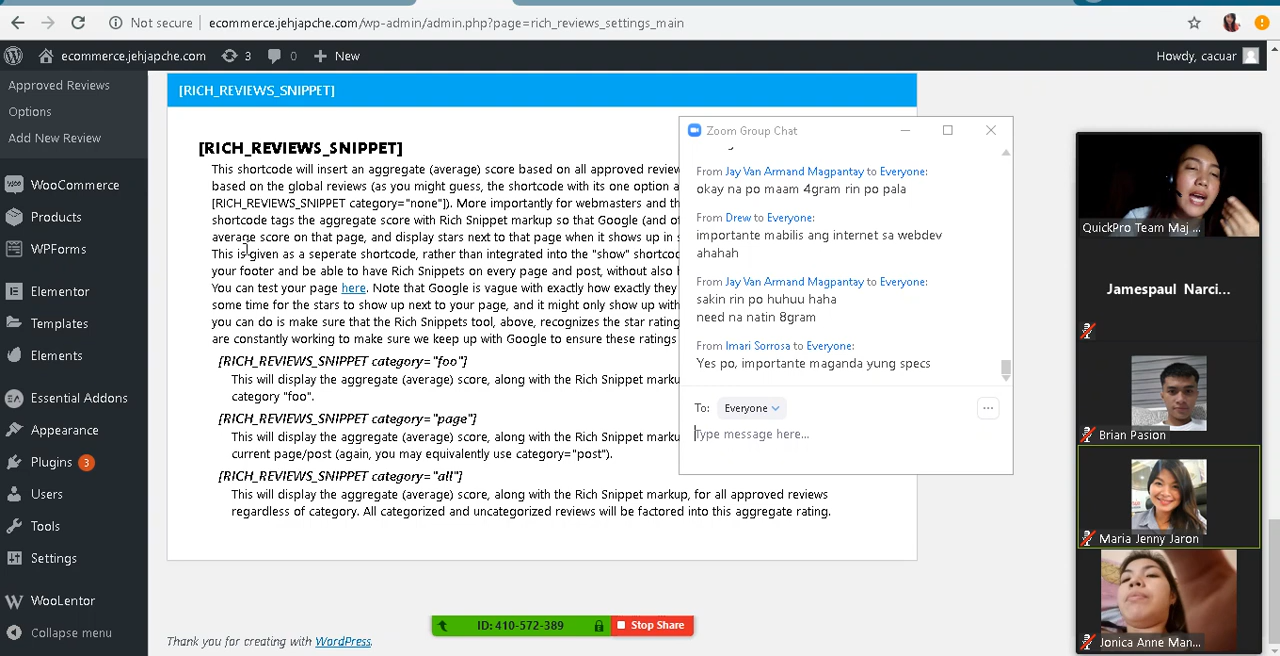 Not secure
ecommerce.jehjapche.com/wp-admin/admin.php?page=rich_reviews_settings_main
ecommerce.jehjapche.com
3
0
New
Howdy, cacuar
Approved Reviews
Options
Add New Review
WooCommerce
Products
WPForms
Elementor
Templates
Elements
Essential Addons
Appearance
Plugins 3
Users
Tools
Settings
WooLentor
Collapse menu
[RICH_REVIEWS_SNIPPET]
[RICH_REVIEWS_SNIPPET]
This shortcode will insert an aggregate (average) score based on all approved
based on the global reviews (as you might guess, the shortcode with its one option
[RICH_REVIEWS_SNIPPET category="none"]). More importantly for webmasters and
shortcode tags the aggregate score with Rich Snippet markup so that Google (and
average score on that page, and display stars next to that page when it shows up in
This is given as a seperate shortcode, rather than integrated into the "show"
your footer and be able to have Rich Snippets on every page and post, without also
You can test your page here. Note that Google is vague with exactly how exactly they
some time for the stars to show up next to your page, and it might only show up
you can do is make sure that the Rich Snippets tool, above, recognizes the star
are constantly working to make sure we keep up with Google to ensure these ratings
[RICH_REVIEWS_SNIPPET category="foo"]
This will display the aggregate (average) score, along with the Rich Snippet
category "foo".
[RICH_REVIEWS_SNIPPET category="page"]
This will display the aggregate (average) score, along with the Rich Snippet
current page/post (again, you may equivalently use category="post").
[RICH_REVIEWS_SNIPPET category="all"]
This will display the aggregate (average) score, along with the Rich Snippet markup, for all approved reviews
regardless of category. All categorized and uncategorized reviews will be factored into this aggregate rating.
Thank you for creating with WordPress.
ID: 410-572-389
Stop Share
Zoom Group Chat
From Jay Van Armand Magpantay to Everyone:
okay na po maam 4gram rin po pala
From Drew to Everyone:
importante mabilis ang internet sa webdev
ahahah
From Jay Van Armand Magpantay to Everyone:
sakin rin po huhuu haha
need na natin 8gram
From Imari Sorrosa to Everyone:
Yes po, importante maganda yung specs
To: Everyone
Type message here...
QuickPro Team Maj ...
Jamespaul Narci...
Brian Pasion
Maria Jenny Jaron
Jonica Anne Man...